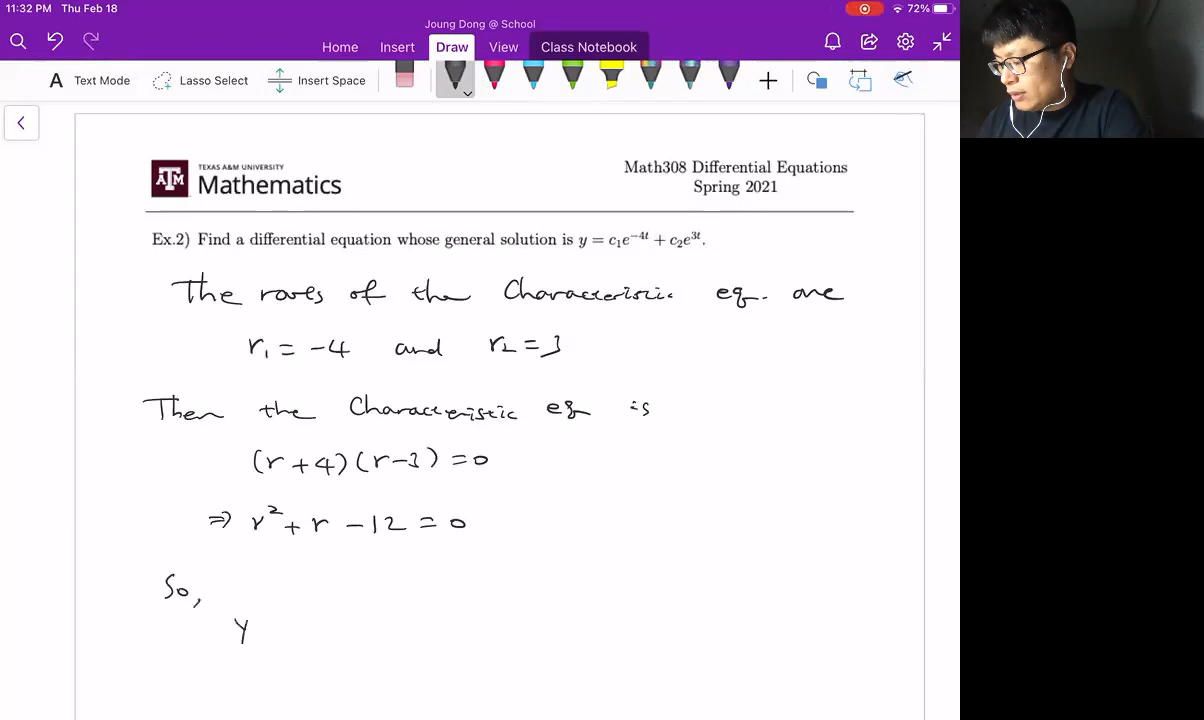 11:32 PM Thu Feb 18
72%
Joung Dong @ School
Home Insert Draw View Class Notebook
A Text Mode Lasso Select Insert Space
TEXAS A&M UNIVERSITY
Mathematics
Math308 Differential Equations
Spring 2021
Ex.2) Find a differential equation whose general solution is y = c₁e⁻⁴ᵗ + c₂e³ᵗ.
The roots of the Characteristic eq. are
r₁ = -4 and r₂ = 3
Then the Characteristic eq is
(r+4)(r-3) = 0
⇒ r² + r - 12 = 0
So,
y